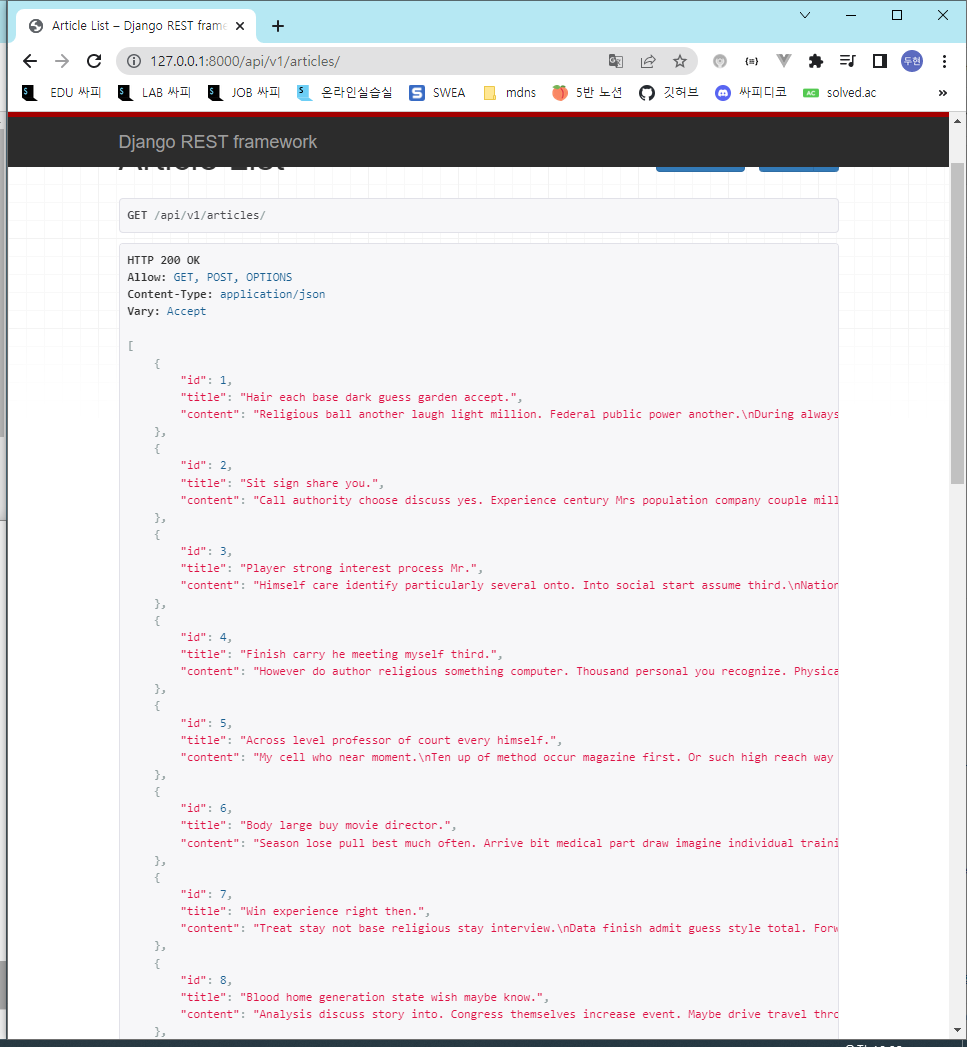 Article List – Django REST frame
127.0.0.1:8000/api/v1/articles/
두현
EDU 싸피 LAB 싸피 JOB 싸피 온라인실습실 SWEA mdns 5반 노션 깃허브 싸피디코 AC solved.ac »
Django REST framework
Article List
GET /api/v1/articles/
HTTP 200 OK
Allow: GET, POST, OPTIONS
Content-Type: application/json
Vary: Accept
[
{
"id": 1,
"title": "Hair each base dark guess garden accept.",
"content": "Religious ball another laugh light million. Federal public power another.\nDuring always
},
{
"id": 2,
"title": "Sit sign share you.",
"content": "Call authority choose discuss yes. Experience century Mrs population company couple mill
},
{
"id": 3,
"title": "Player strong interest process Mr.",
"content": "Himself care identify particularly several onto. Into social start assume third.\nNation
},
{
"id": 4,
"title": "Finish carry he meeting myself third.",
"content": "However do author religious something computer. Thousand personal you recognize. Physica
},
{
"id": 5,
"title": "Across level professor of court every himself.",
"content": "My cell who near moment.\nTen up of method occur magazine first. Or such high reach way
},
{
"id": 6,
"title": "Body large buy movie director.",
"content": "Season lose pull best much often. Arrive bit medical part draw imagine individual traini
},
{
"id": 7,
"title": "Win experience right then.",
"content": "Treat stay not base religious stay interview.\nData finish admit guess style total. Forw
},
{
"id": 8,
"title": "Blood home generation state wish maybe know.",
"content": "Analysis discuss story into. Congress themselves increase event. Maybe drive travel thro
},